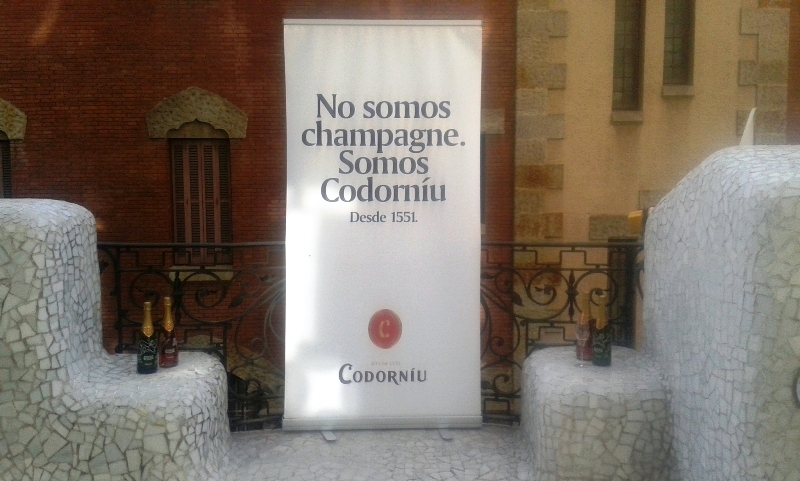 No somos
champagne.
Somos
Codorníu
Desde 1551.
C
CODORNÍU